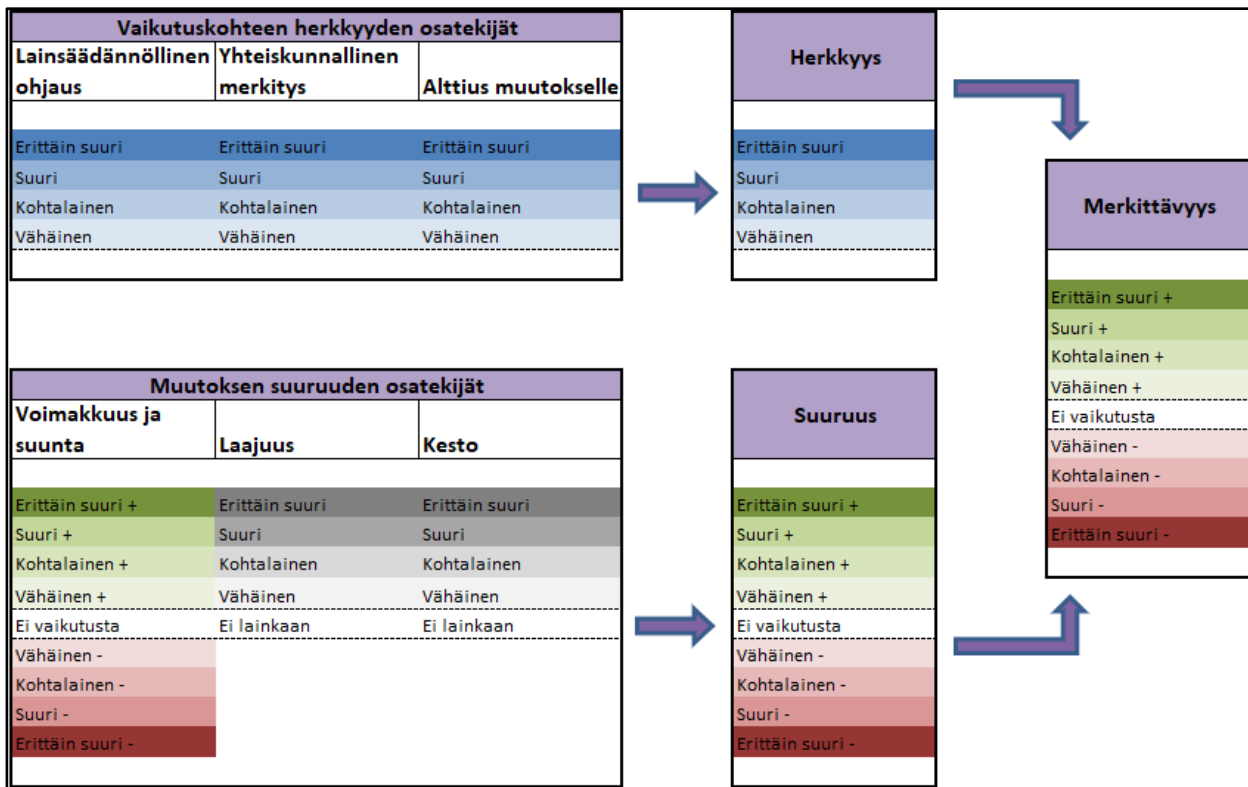 Vaikutuskohteen herkkyyden osatekijät
Lainsäädännöllinen ohjaus
Yhteiskunnallinen merkitys
Alttius muutokselle
Erittäin suuri Erittäin suuri Erittäin suuri
Suuri Suuri Suuri
Kohtalainen Kohtalainen Kohtalainen
Vähäinen Vähäinen Vähäinen
Herkkyys
Erittäin suuri
Suuri
Kohtalainen
Vähäinen
Muutoksen suuruuden osatekijät
Voimakkuus ja suunta
Laajuus
Kesto
Erittäin suuri + Erittäin suuri Erittäin suuri
Suuri + Suuri Suuri
Kohtalainen + Kohtalainen Kohtalainen
Vähäinen + Vähäinen Vähäinen
Ei vaikutusta Ei lainkaan Ei lainkaan
Vähäinen -
Kohtalainen -
Suuri -
Erittäin suuri -
Suuruus
Erittäin suuri +
Suuri +
Kohtalainen +
Vähäinen +
Ei vaikutusta
Vähäinen -
Kohtalainen -
Suuri -
Erittäin suuri -
Merkittävyys
Erittäin suuri +
Suuri +
Kohtalainen +
Vähäinen +
Ei vaikutusta
Vähäinen -
Kohtalainen -
Suuri -
Erittäin suuri -